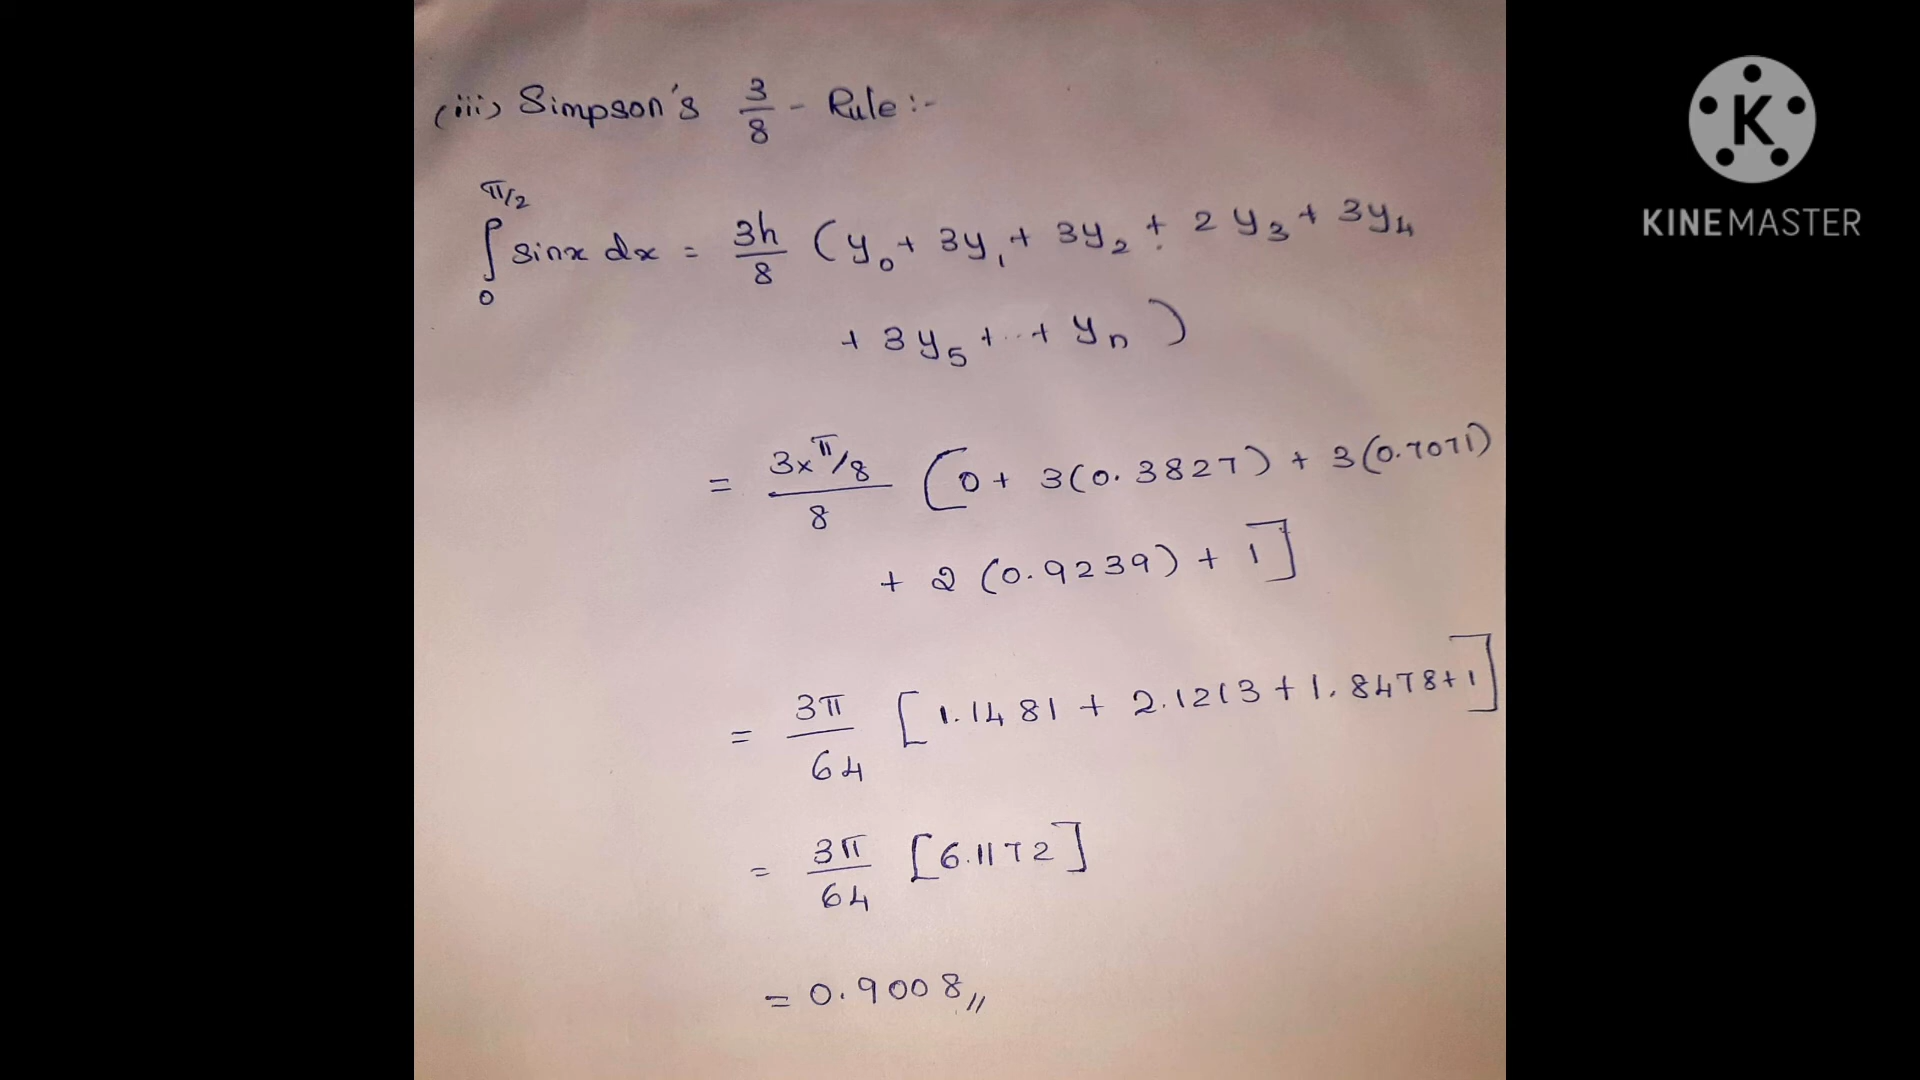 (iii) Simpson's 3/8 - Rule :-
∫₀^(π/2) sinx dx = 3h/8 (y₀ + 3y₁ + 3y₂ + 2y₃ + 3y₄
+ 3y₅ + .. + yₙ)
= (3×π/8)/8 [0 + 3(0.3827) + 3(0.7071)
+ 2(0.9239) + 1]
= 3π/64 [1.1481 + 2.1213 + 1.8478 + 1]
= 3π/64 [6.1172]
= 0.9008,,
K
KINEMASTER